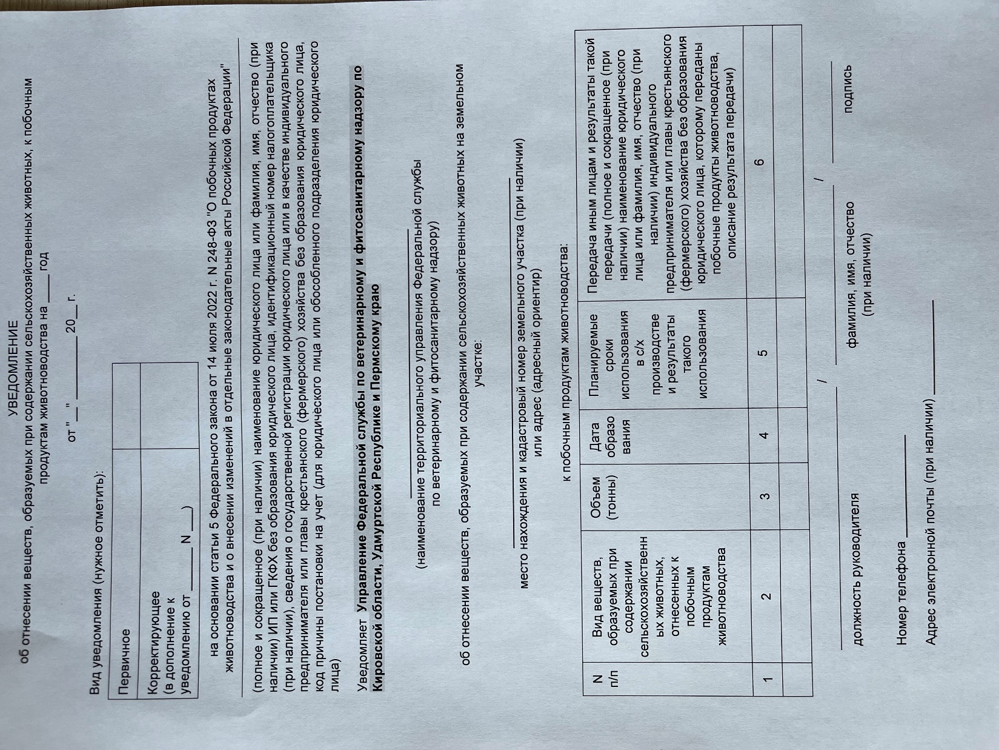 УВЕДОМЛЕНИЕ
об отнесении веществ, образуемых при содержании сельскохозяйственных животных, к побочным
продуктам животноводства на ____ год
от "__" ________ 20__ г.
Вид уведомления (нужное отметить):
Первичное
Корректирующее
(в дополнение к
уведомлению от ______ N ___)
на основании статьи 5 Федерального закона от 14 июля 2022 г. N 248-ФЗ "О побочных продуктах
животноводства и о внесении изменений в отдельные законодательные акты Российской Федерации"
(полное и сокращенное (при наличии) наименование юридического лица или фамилия, имя, отчество (при
наличии) ИП или ГКФХ без образования юридического лица, идентификационный номер налогоплательщика
(при наличии), сведения о государственной регистрации юридического лица или в качестве индивидуального
предпринимателя или главы крестьянского (фермерского) хозяйства без образования юридического лица,
код причины постановки на учет (для юридического лица или обособленного подразделения юридического
лица)
Уведомляет Управление Федеральной службы по ветеринарному и фитосанитарному надзору по
Кировской области, Удмуртской Республике и Пермскому краю
(наименование территориального управления Федеральной службы
по ветеринарному и фитосанитарному надзору)
об отнесении веществ, образуемых при содержании сельскохозяйственных животных на земельном
участке:
место нахождения и кадастровый номер земельного участка (при наличии)
или адрес (адресный ориентир)
к побочным продуктам животноводства:
N
п/п
Вид веществ,
образуемых при
содержании
сельскохозяйственн
ых животных,
отнесенных к
побочным
продуктам
животноводства
Объем
(тонны)
Дата
образо
вания
Планируемые
сроки
использования
в с/х
производстве
и результаты
такого
использования
Передача иным лицам и результаты такой
передачи (полное и сокращенное (при
наличии) наименование юридического
лица или фамилия, имя, отчество (при
наличии) индивидуального
предпринимателя или главы крестьянского
(фермерского) хозяйства без образования
юридического лица, которому переданы
побочные продукты животноводства,
описание результата передачи)
1 2 3 4 5 6
/ /
должность руководителя фамилия, имя, отчество подпись
(при наличии)
Номер телефона ___________
Адрес электронной почты (при наличии) __________